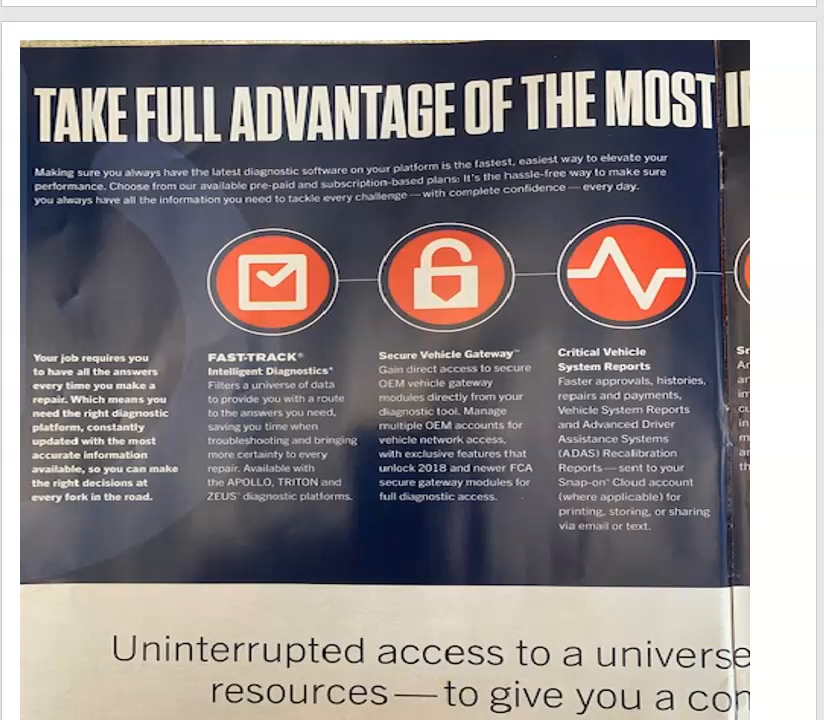 TAKE FULL ADVANTAGE OF THE MOST
Making sure you always have the latest diagnostic software on your platform is the fastest, easiest way to elevate your
performance. Choose from our available pre-paid and subscription-based plans: It's the hassle-free way to make sure
you always have all the information you need to tackle every challenge — with complete confidence — every day.
Your job requires you
to have all the answers
every time you make a
repair. Which means you
need the right diagnostic
platform, constantly
updated with the most
accurate information
available, so you can make
the right decisions at
every fork in the road.
FAST-TRACK®
Intelligent Diagnostics*
Filters a universe of data
to provide you with a route
to the answers you need,
saving you time when
troubleshooting and bringing
more certainty to every
repair. Available with
the APOLLO, TRITON and
ZEUS® diagnostic platforms.
Secure Vehicle Gateway™
Gain direct access to secure
OEM vehicle gateway
modules directly from your
diagnostic tool. Manage
multiple OEM accounts for
vehicle network access,
with exclusive features that
unlock 2018 and newer FCA
secure gateway modules for
full diagnostic access.
Critical Vehicle
System Reports
Faster approvals, histories,
repairs and payments,
Vehicle System Reports
and Advanced Driver
Assistance Systems
(ADAS) Recalibration
Reports — sent to your
Snap-on® Cloud account
(where applicable) for
printing, storing, or sharing
via email or text.
Uninterrupted access to a universe
resources — to give you a con